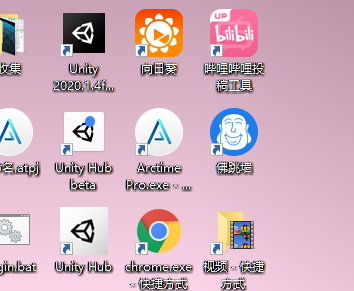 收集
Unity
2020.1.4f...
向日葵
UP
bilibili
哔哩哔哩投
稿工具
名.atpj
Unity Hub
beta
Arctime
Pro.exe - ...
佛跳墙
gin.bat
Unity Hub
chrome.exe
- 快捷方式
视频 - 快捷
方式